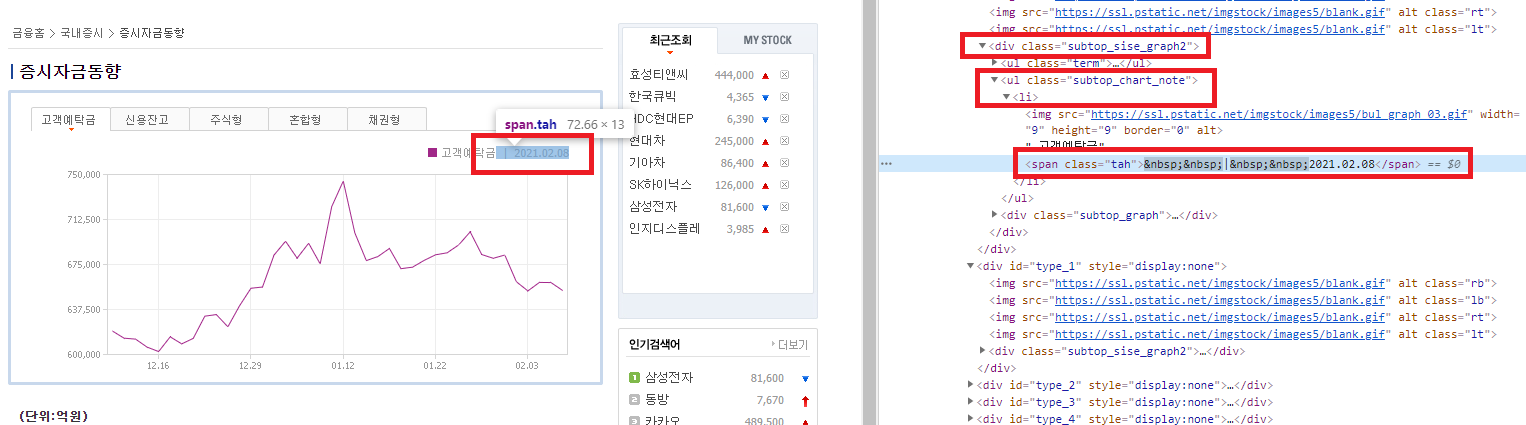 금융홈 > 국내증시 > 증시자금동향
증시자금동향
고객예탁금 신용잔고 주식형 혼합형 채권형
span.tah 72.66 × 13
고객예탁금 | 2021.02.08
750,000
712,500
675,000
637,500
600,000
12.16 12.29 01.12 01.22 02.03
(단위:억원)
최근조회 MY STOCK
효성티앤씨 444,000 ▲
한국큐빅 4,365 ▼
HDC현대EP 6,390 ▼
현대차 245,000 ▲
기아차 86,400 ▲
SK하이닉스 126,000 ▲
삼성전자 81,600 ▼
인지디스플레 3,985 ▲
인기검색어 더보기
1 삼성전자 81,600 ▼
2 동방 7,670 ↑
3 카카오 489,500 ▲
<img src="https://ssl.pstatic.net/imgstock/images5/blank.gif" alt class="rt">
<img src="https://ssl.pstatic.net/imgstock/images5/blank.gif" alt class="lt">
▼<div class="subtop_sise_graph2">
▶<ul class="term">…</ul>
▼<ul class="subtop_chart_note">
▼<li>
<img src="https://ssl.pstatic.net/imgstock/images5/bul_graph_03.gif" width=
"9" height="9" border="0" alt>
" 고객예탁금"
… <span class="tah">&nbsp;&nbsp;|&nbsp;&nbsp;2021.02.08</span> == $0
</li>
</ul>
▶<div class="subtop_graph">…</div>
</div>
</div>
▼<div id="type_1" style="display:none">
<img src="https://ssl.pstatic.net/imgstock/images5/blank.gif" alt class="rb">
<img src="https://ssl.pstatic.net/imgstock/images5/blank.gif" alt class="lb">
<img src="https://ssl.pstatic.net/imgstock/images5/blank.gif" alt class="rt">
<img src="https://ssl.pstatic.net/imgstock/images5/blank.gif" alt class="lt">
▶<div class="subtop_sise_graph2">…</div>
</div>
▶<div id="type_2" style="display:none">…</div>
▶<div id="type_3" style="display:none">…</div>
▶<div id="type_4" style="display:none">…</div>